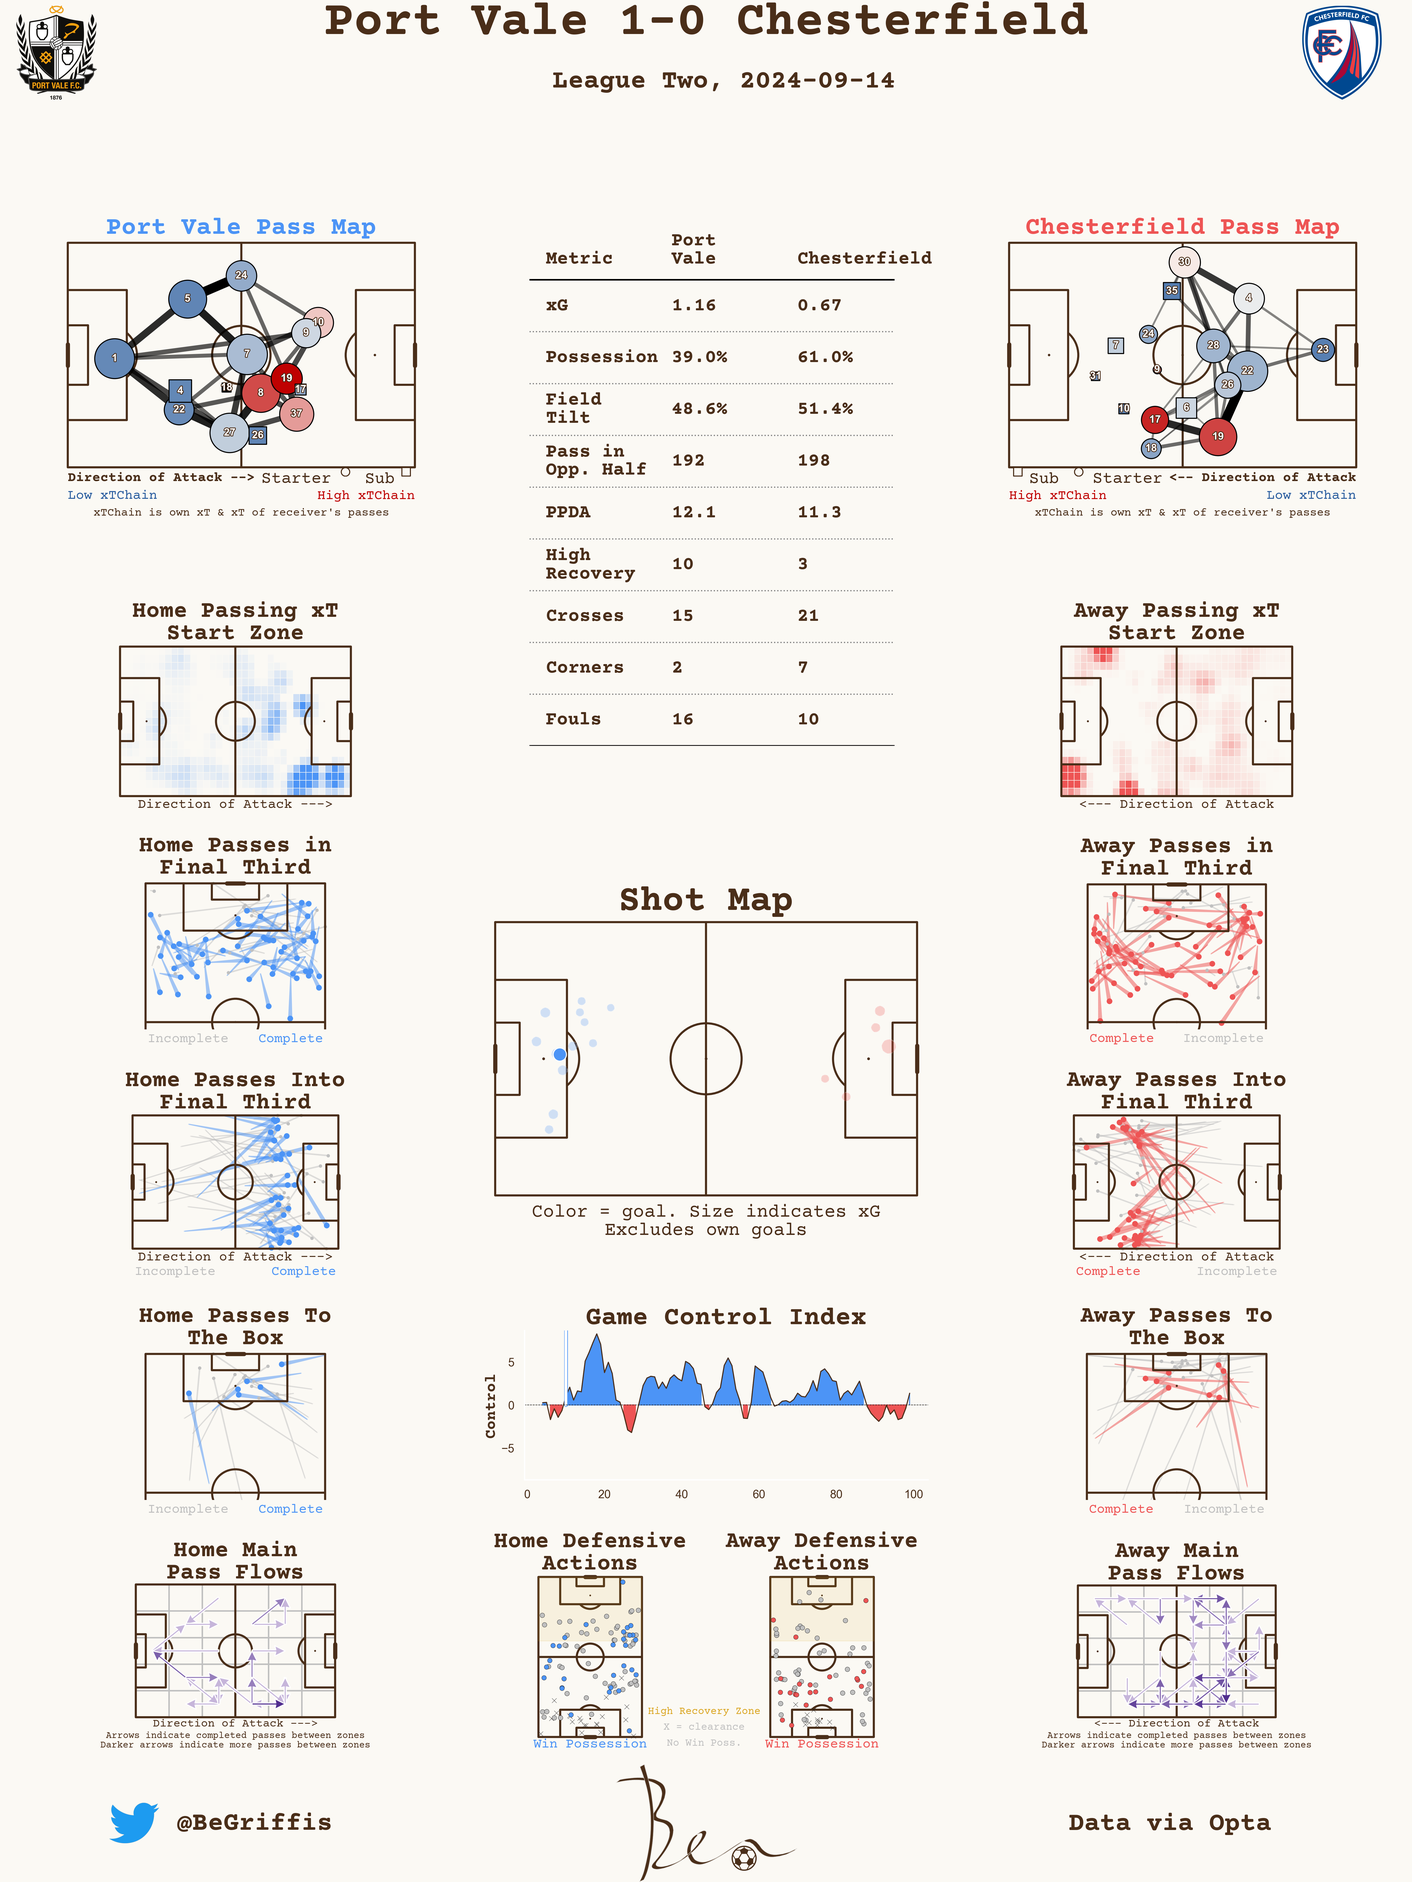 Port Vale 1-0 Chesterfield
League Two, 2024-09-14
PORT VALE F.C.
1876
CHESTERFIELD FC
Port Vale Pass Map
24
5
10
9
7
1
19
18
17
4
8
22
37
27
26
Direction of Attack --> Starter Sub
Low xTChain High xTChain
xTChain is own xT & xT of receiver's passes
Metric Port Vale Chesterfield
xG 1.16 0.67
Possession 39.0% 61.0%
Field Tilt 48.6% 51.4%
Pass in Opp. Half 192 198
PPDA 12.1 11.3
High Recovery 10 3
Crosses 15 21
Corners 2 7
Fouls 16 10
Chesterfield Pass Map
30
35
4
24
7
28
23
9
22
31
26
10
6
17
19
18
Sub Starter <-- Direction of Attack
High xTChain Low xTChain
xTChain is own xT & xT of receiver's passes
Home Passing xT
Start Zone
Direction of Attack --->
Away Passing xT
Start Zone
<--- Direction of Attack
Home Passes in
Final Third
Incomplete Complete
Away Passes in
Final Third
Complete Incomplete
Shot Map
Color = goal. Size indicates xG
Excludes own goals
Home Passes Into
Final Third
Direction of Attack --->
Incomplete Complete
Away Passes Into
Final Third
<--- Direction of Attack
Complete Incomplete
Home Passes To
The Box
Incomplete Complete
Game Control Index
Control
5
0
−5
0 20 40 60 80 100
Away Passes To
The Box
Complete Incomplete
Home Main
Pass Flows
Direction of Attack --->
Arrows indicate completed passes between zones
Darker arrows indicate more passes between zones
Home Defensive
Actions
Win Possession
High Recovery Zone
X = clearance
No Win Poss.
Away Defensive
Actions
Win Possession
Away Main
Pass Flows
<--- Direction of Attack
Arrows indicate completed passes between zones
Darker arrows indicate more passes between zones
@BeGriffis
Ben
Data via Opta